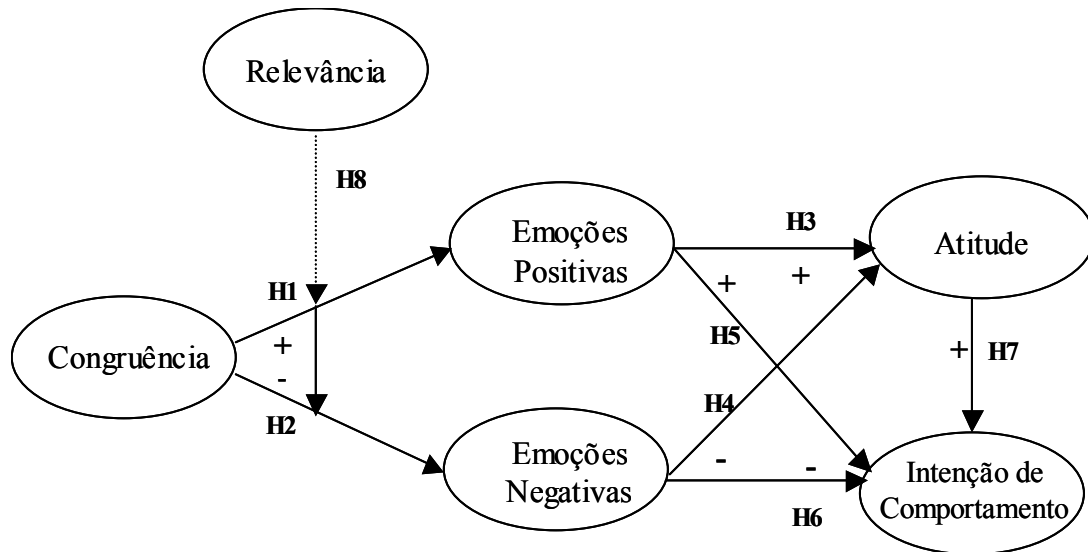 Relevância
H8
Emoções
Positivas
H3
Atitude
+
+
H1
H5
Congruência
+
+
H7
-
H4
H2
Emoções
Negativas
-
-
Intenção de
Comportamento
H6